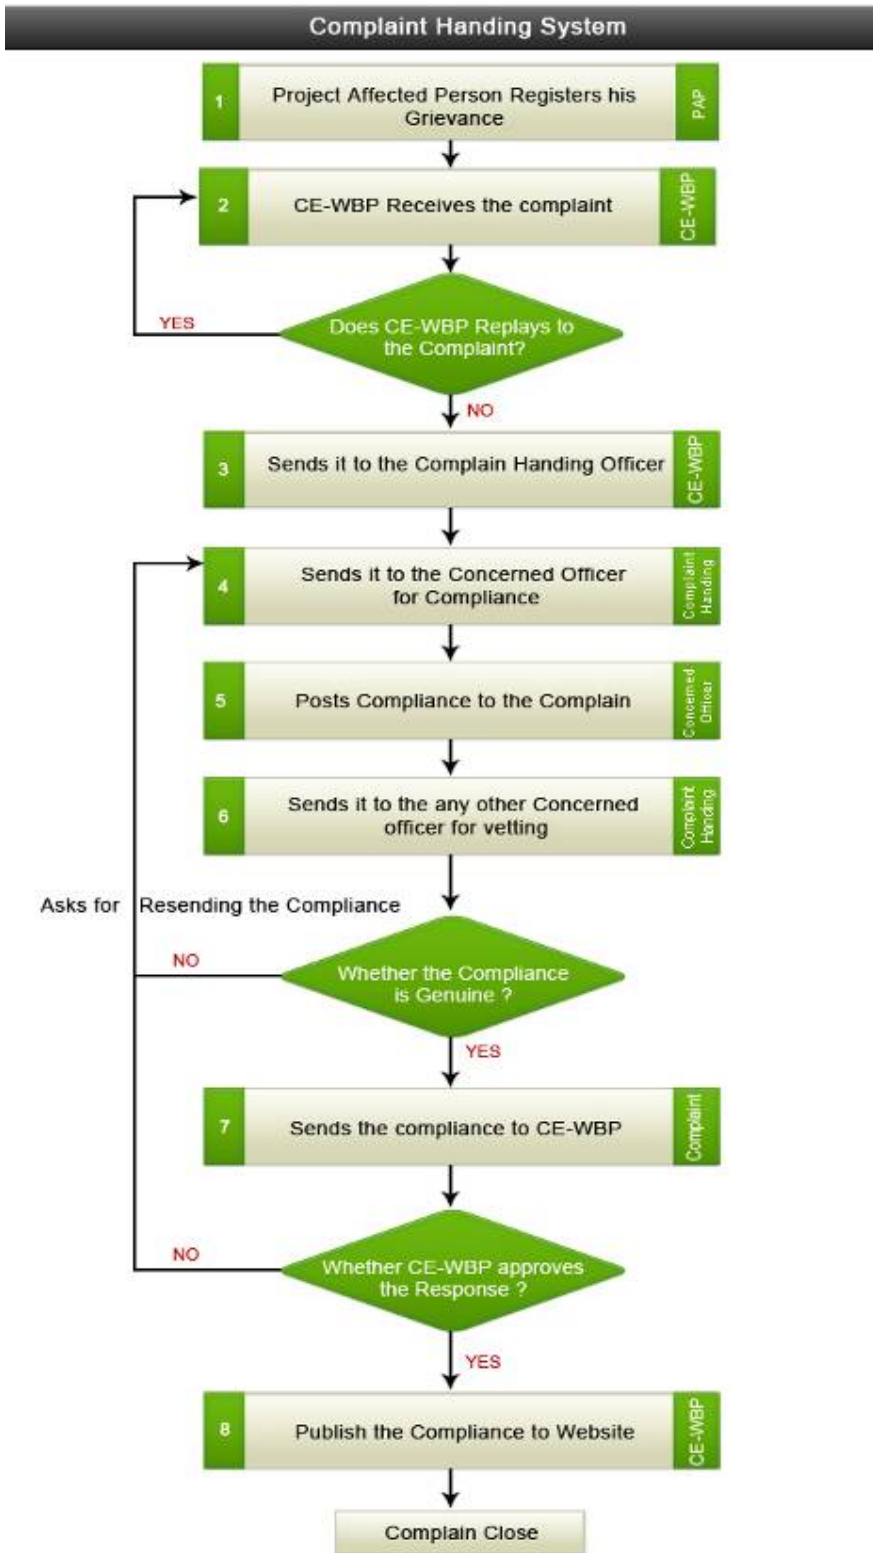 Complaint Handing System
1
Project Affected Person Registers his
Grievance
PAP
2
CE-WBP Receives the complaint
CE-WBP
YES
Does CE-WBP Replays to
the Complaint?
NO
3
Sends it to the Complain Handing Officer
CE-WBP
4
Sends it to the Concerned Officer
for Compliance
Complaint
Handing
5
Posts Compliance to the Complain
Concerned
Officer
6
Sends it to the any other Concerned
officer for vetting
Complaint
Handing
Asks for Resending the Compliance
NO
Whether the Compliance
is Genuine ?
YES
7
Sends the compliance to CE-WBP
Complaint
NO
Whether CE-WBP approves
the Response ?
YES
8
Publish the Compliance to Website
CE-WBP
Complain Close